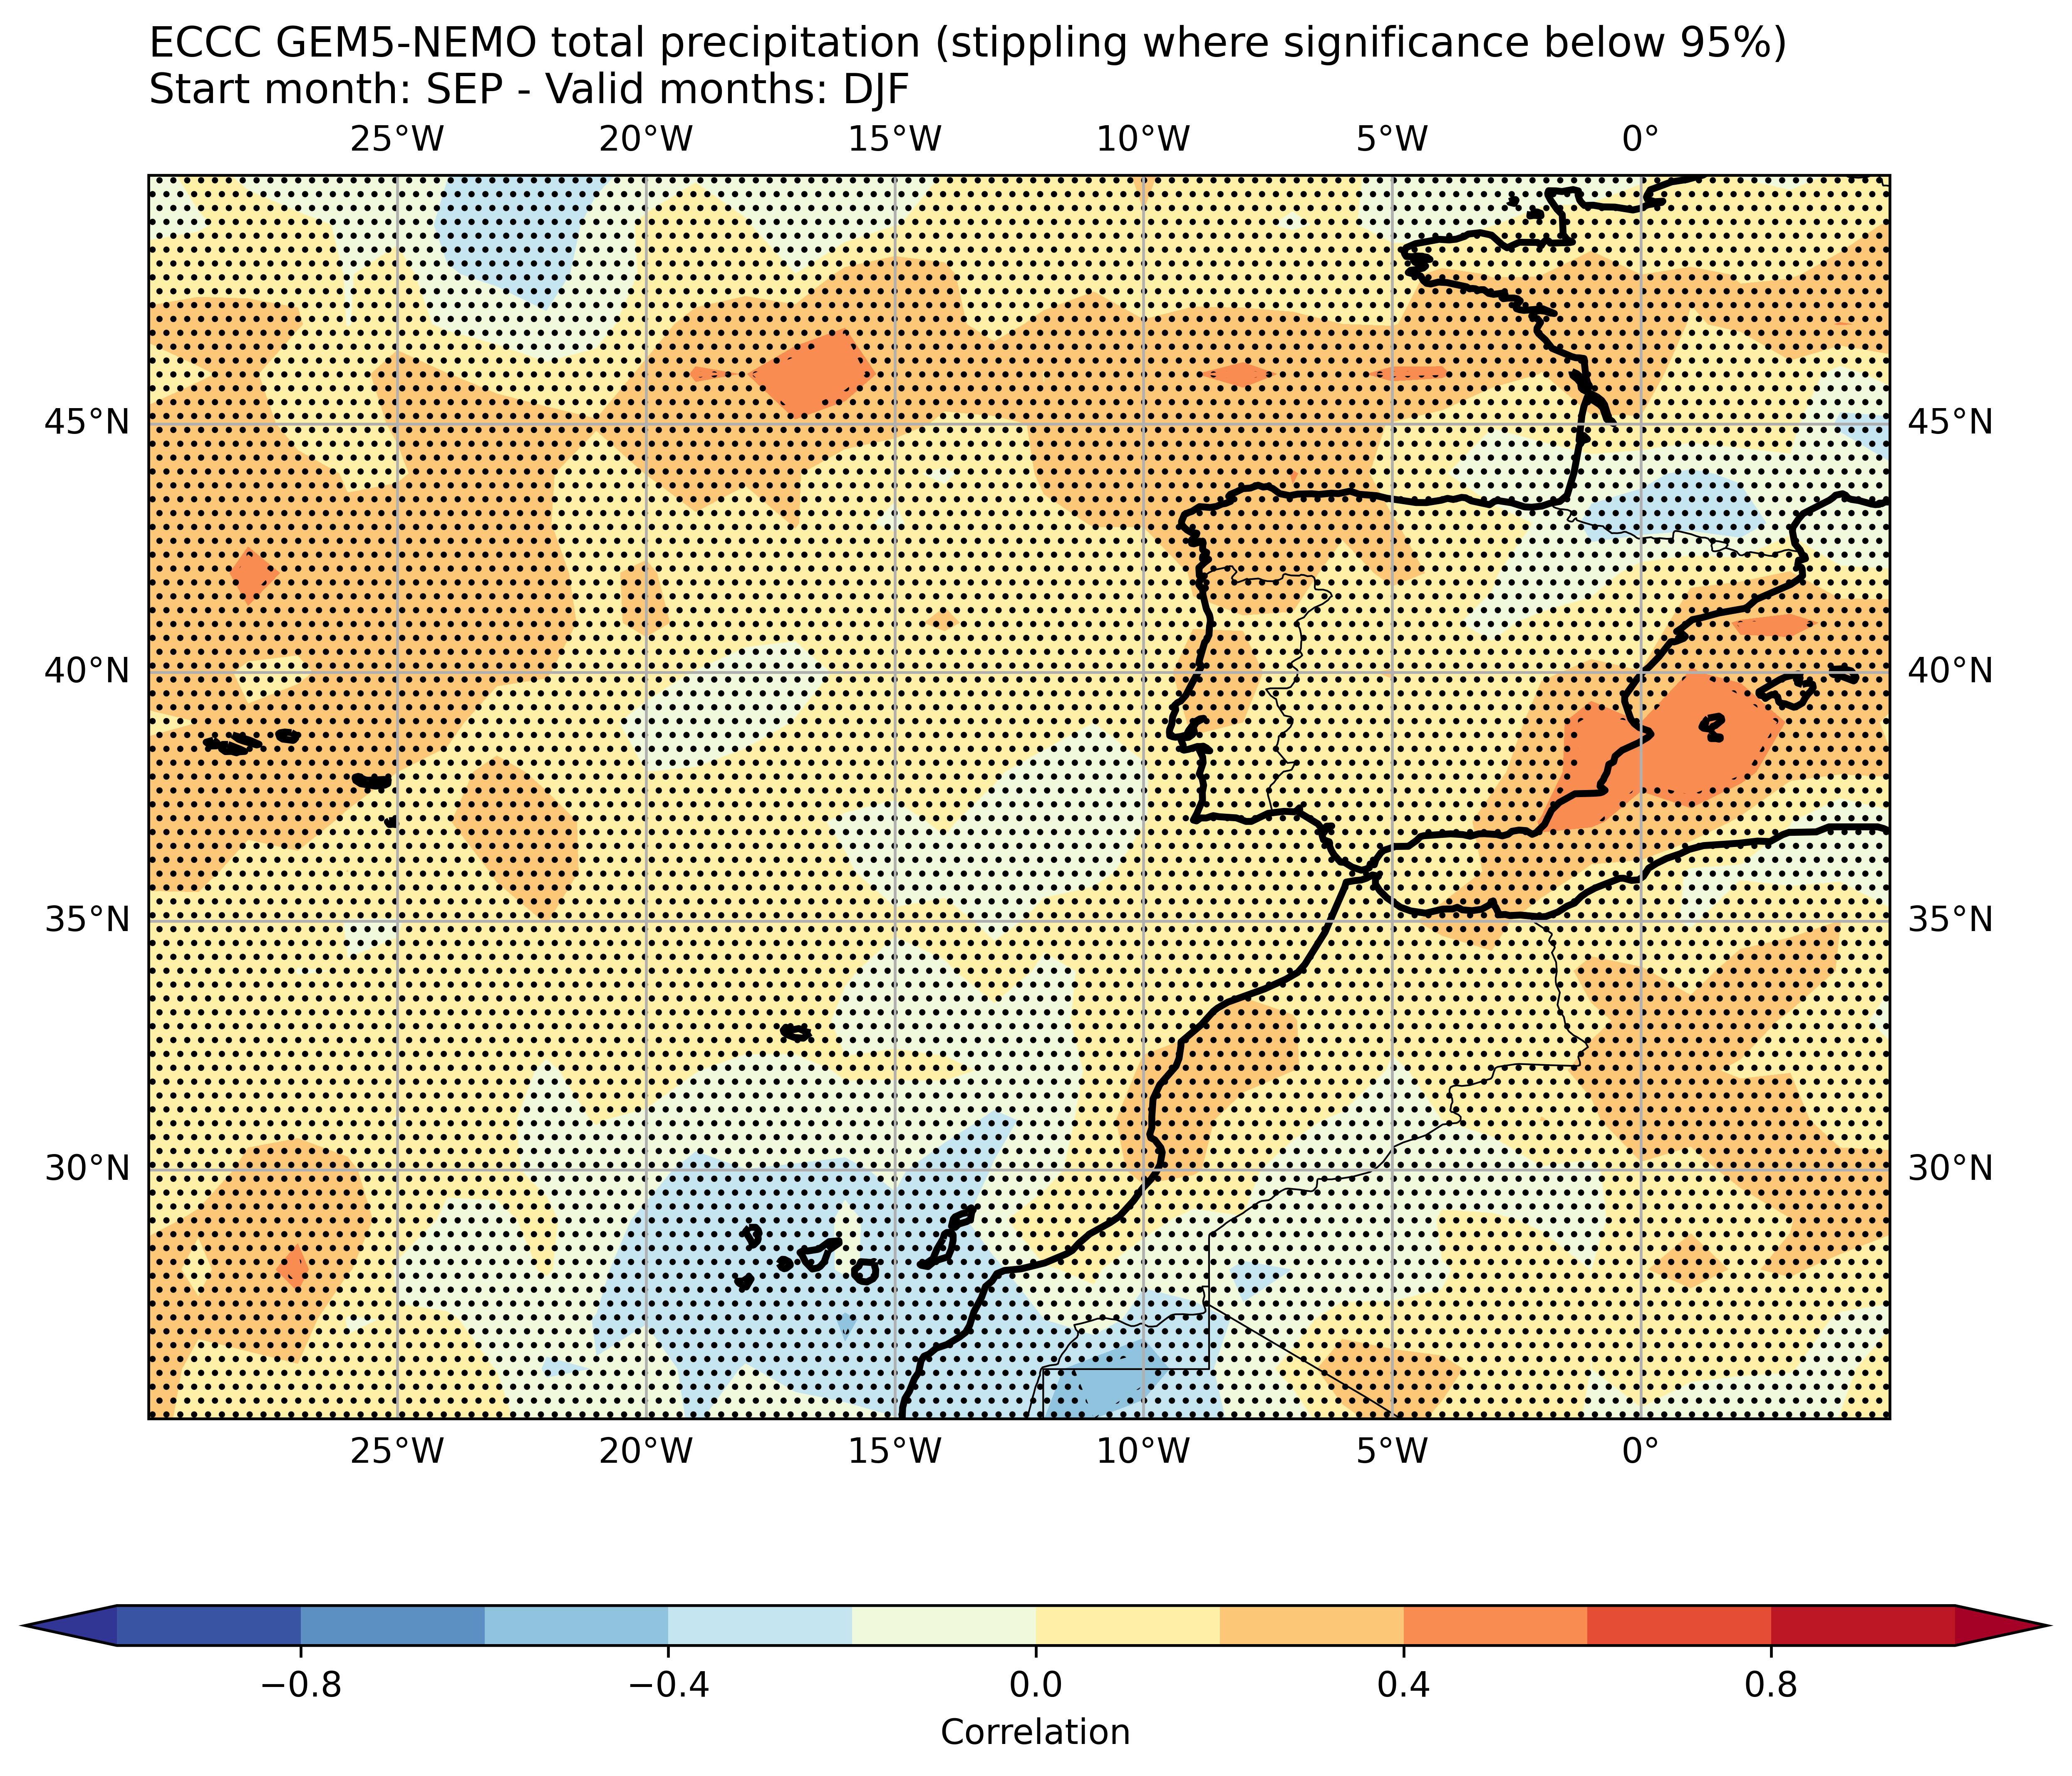 ECCC GEM5-NEMO total precipitation (stippling where significance below 95%)
Start month: SEP - Valid months: DJF
25°W 20°W 15°W 10°W 5°W 0°
45°N 45°N
40°N 40°N
35°N 35°N
30°N 30°N
25°W 20°W 15°W 10°W 5°W 0°
−0.8 −0.4 0.0 0.4 0.8
Correlation